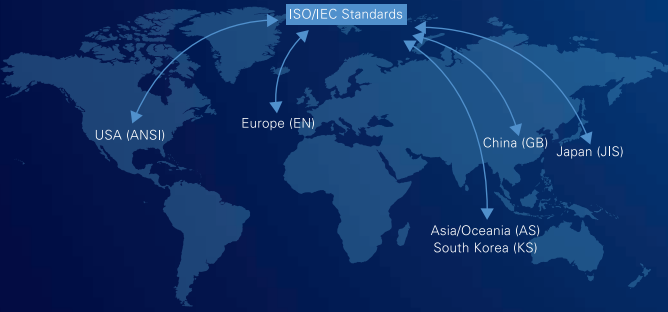 ISO/IEC Standards
USA (ANSI)
Europe (EN)
China (GB)
Japan (JIS)
Asia/Oceania (AS)
South Korea (KS)